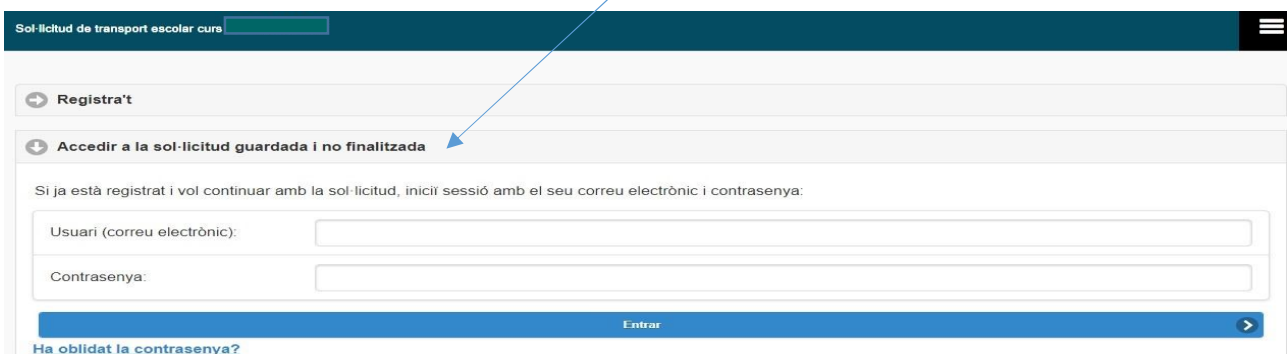 Sol·licitud de transport escolar curs
Registra't
Accedir a la sol·licitud guardada i no finalitzada
Si ja està registrat i vol continuar amb la sol·licitud, iniciï sessió amb el seu correu electrònic i contrasenya:
Usuari (correu electrònic):
Contrasenya:
Entrar
Ha oblidat la contrasenya?